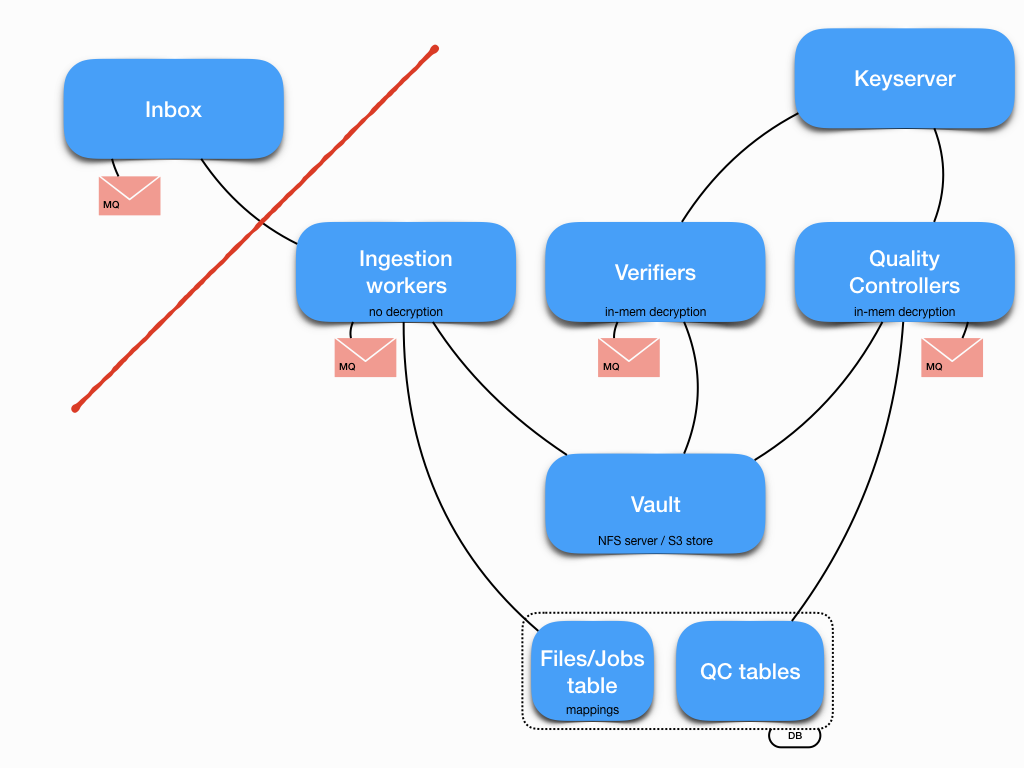 Inbox
MQ
Keyserver
Ingestion
workers
no decryption
MQ
Verifiers
in-mem decryption
MQ
Quality
Controllers
in-mem decryption
MQ
Vault
NFS server / S3 store
Files/Jobs
table
mappings
QC tables
DB